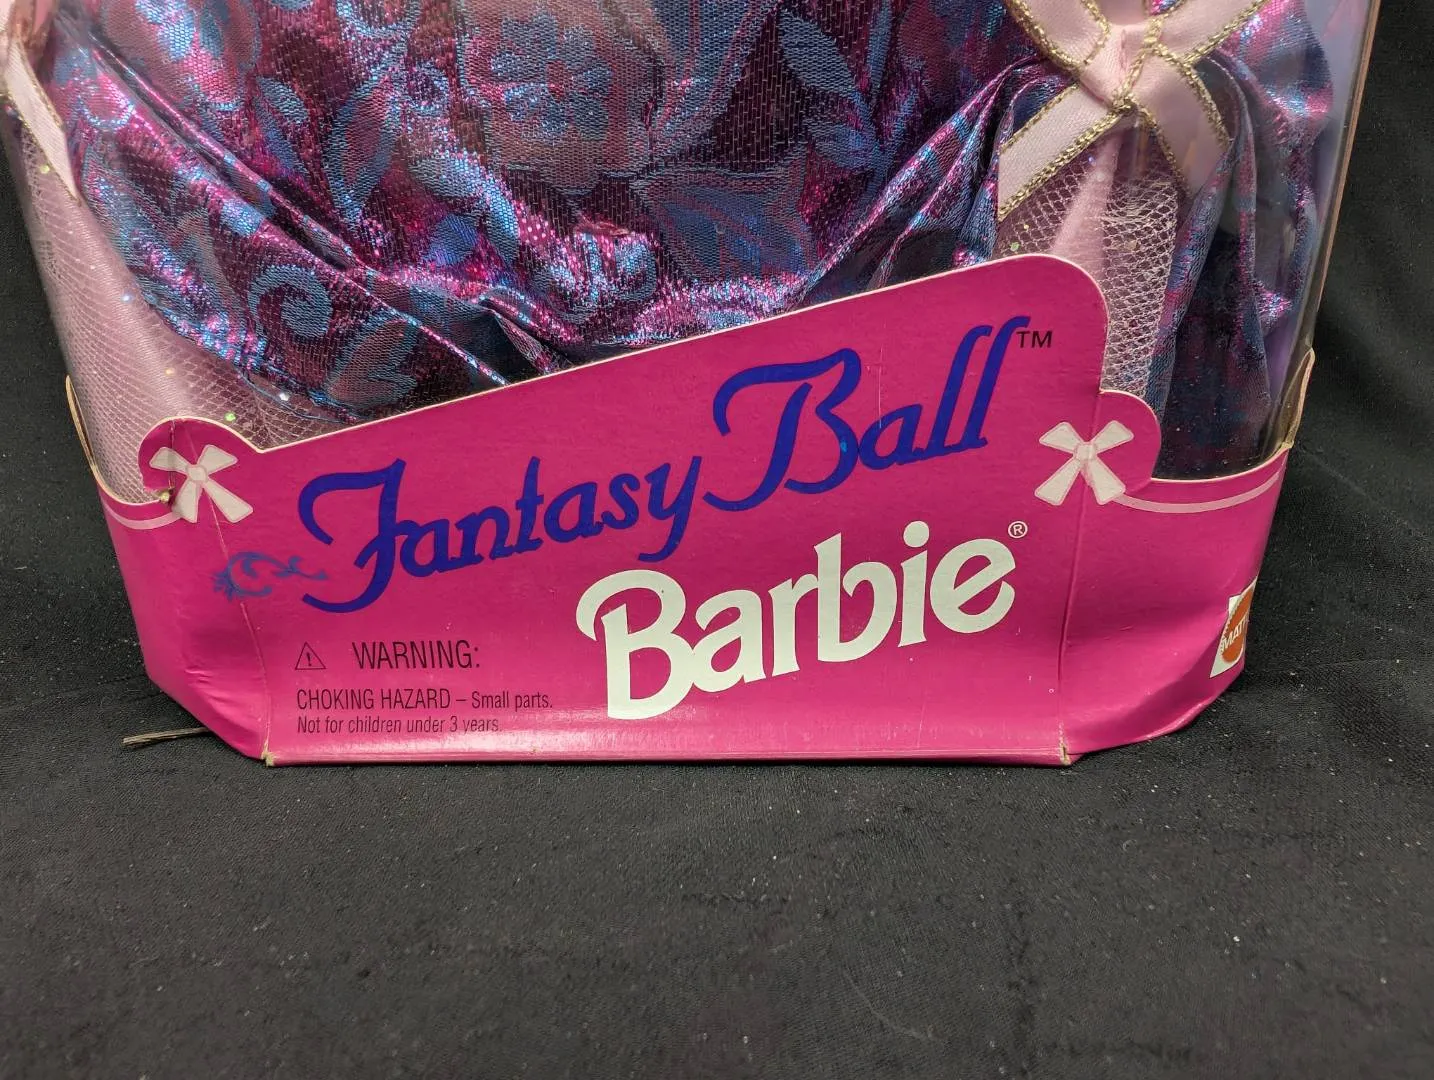 Fantasy Ball™
Barbie®
⚠ WARNING:
CHOKING HAZARD – Small parts.
Not for children under 3 years.